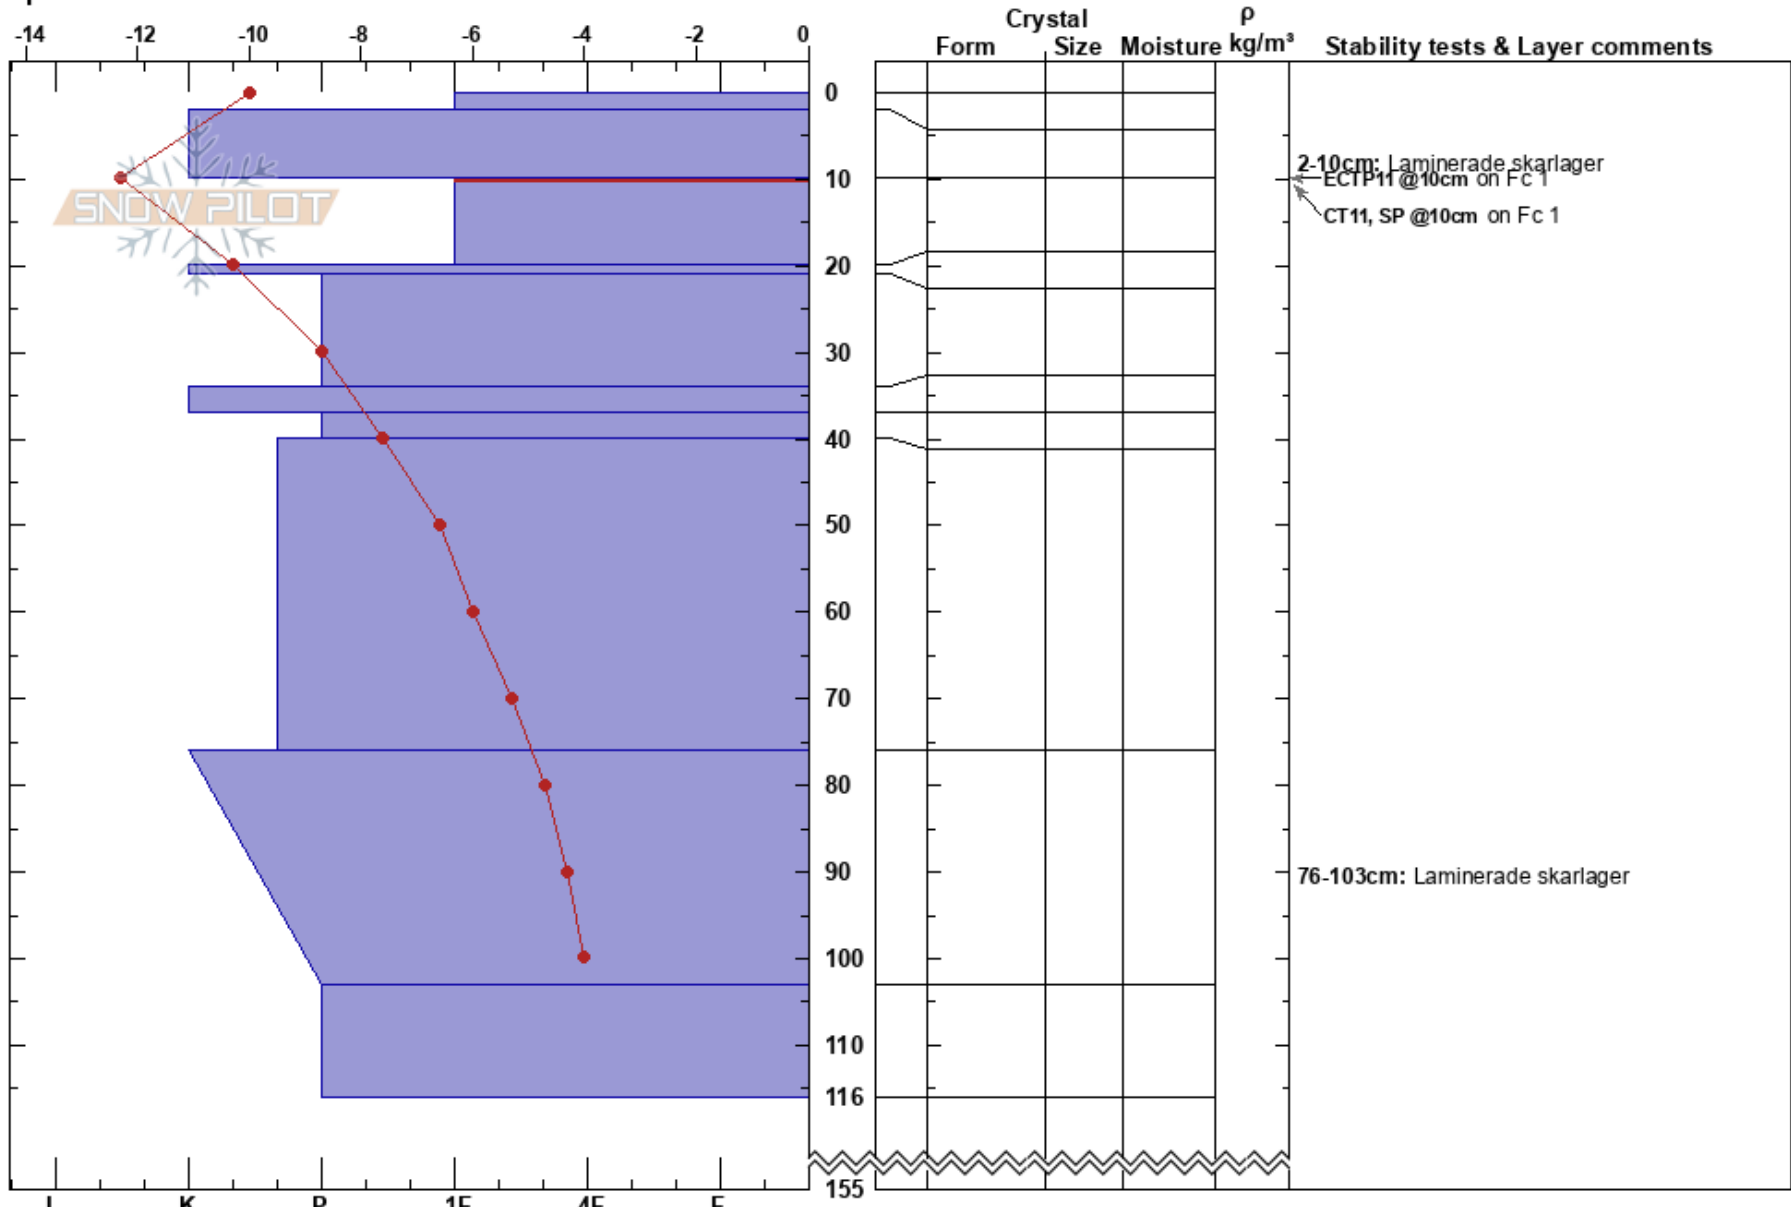 Crystal ρ
-14 -12 -10 -8 -6 -4 -2 0 Form Size Moisture kg/m³ Stability tests & Layer comments
0
2-10cm: Laminerade skarlager
10 ECTP11 @10cm on Fc 1
SNOW PILOT CT11, SP @10cm on Fc 1
20
30
40
50
60
70
80
90 76-103cm: Laminerade skarlager
100
110
116
155
I K P 1F 4F F